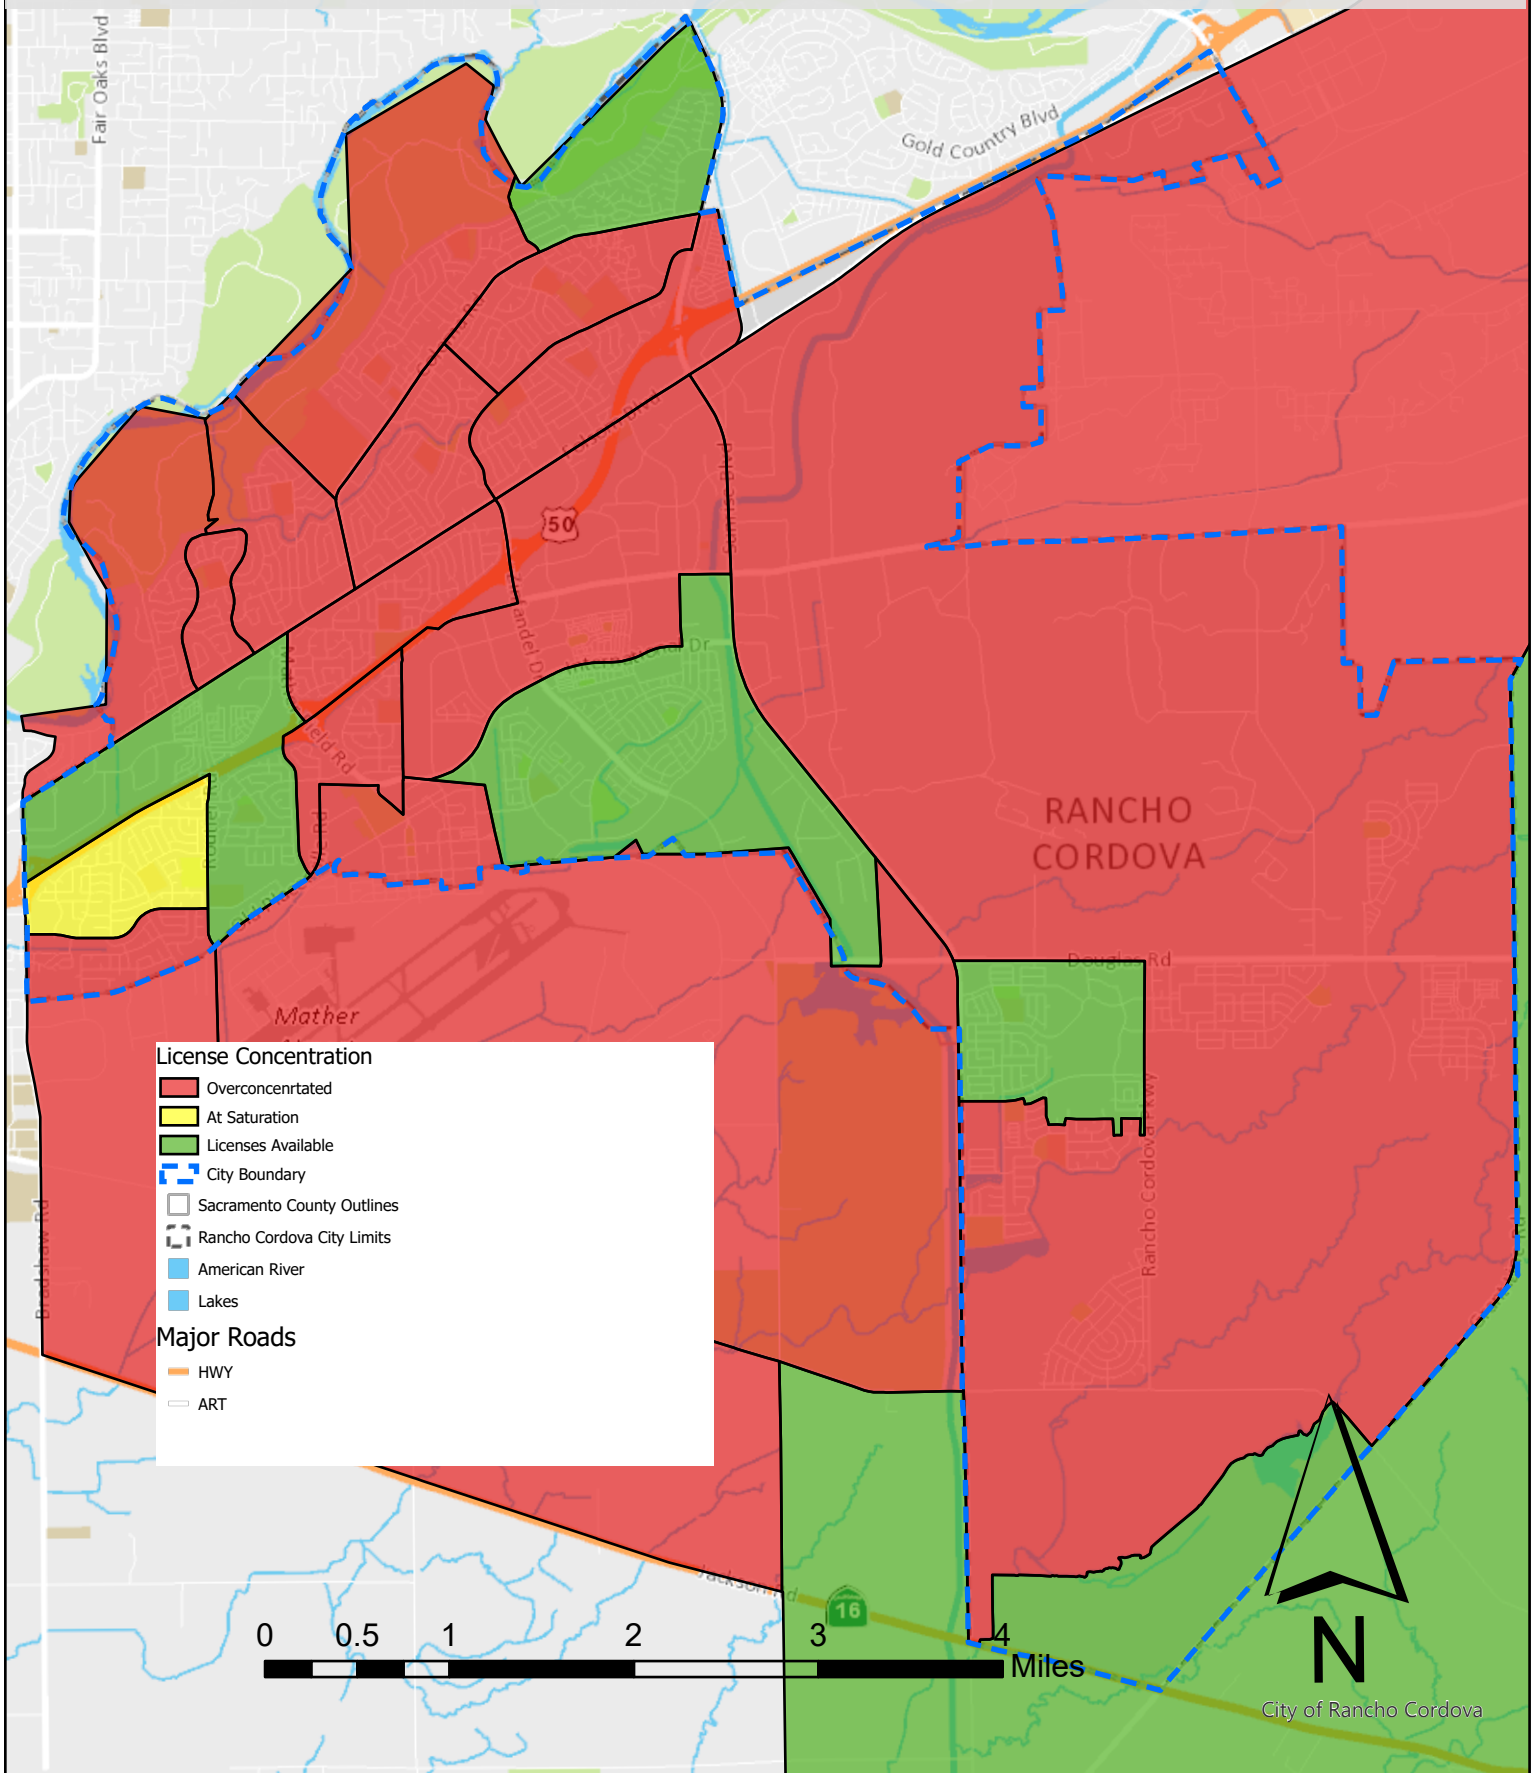 Fair Oaks Blvd
Gold Country Blvd
50
RANCHO
CORDOVA
Douglas Rd
Mather
Rancho Cordova Pkwy
Bradshaw Rd
License Concentration
Overconcenrtated
At Saturation
Licenses Available
City Boundary
Sacramento County Outlines
Rancho Cordova City Limits
American River
Lakes
Major Roads
HWY
ART
Jackson Rd
16
0 0.5 1 2 3 4
Miles
N
City of Rancho Cordova